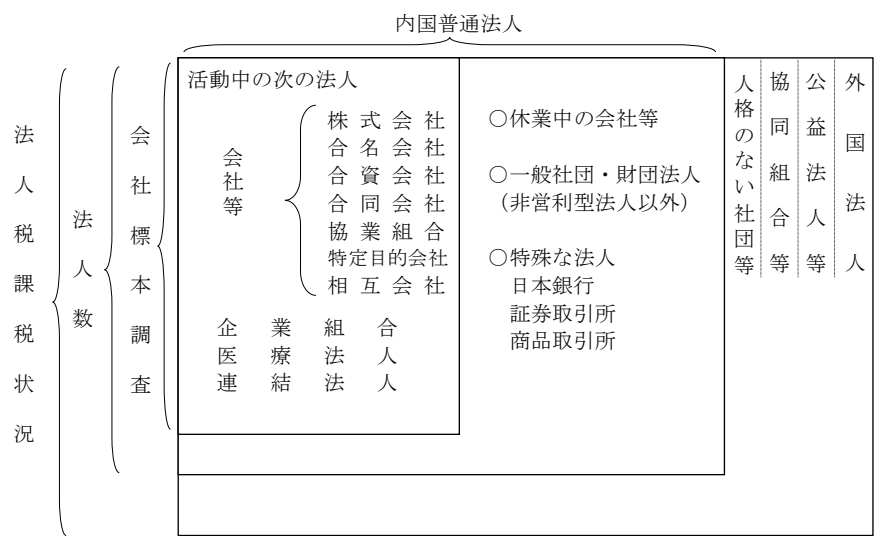 内国普通法人
法人税課税状況
法人数
会社標本調査
活動中の次の法人
会社等
株式会社
合名会社
合資会社
合同会社
協業組合
特定目的会社
相互会社
企業組合
医療法人
連結法人
○休業中の会社等
○一般社団・財団法人
（非営利型法人以外）
○特殊な法人
日本銀行
証券取引所
商品取引所
人格のない社団等
協同組合等
公益法人等
外国法人